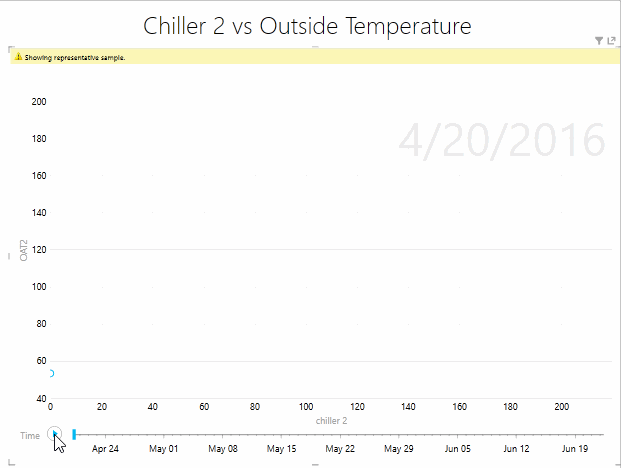 Chiller 2 vs Outside Temperature
Showing representative sample.
4/20/2016
200
180
160
140
120
100
80
60
40
OAT2
0 20 40 60 80 100 120 140 160 180 200
chiller 2
Time
Apr 24 May 01 May 08 May 15 May 22 May 29 Jun 05 Jun 12 Jun 19